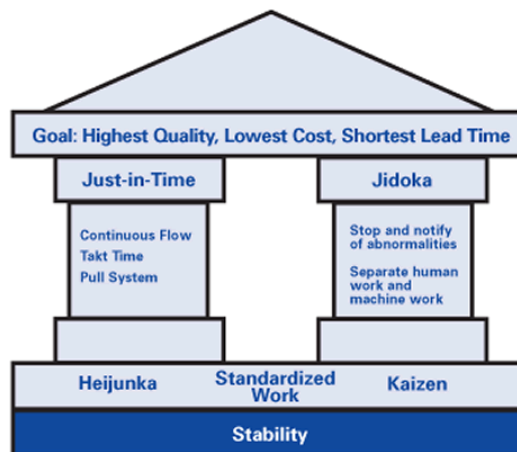 Goal: Highest Quality, Lowest Cost, Shortest Lead Time
Just-in-Time
Continuous Flow
Takt Time
Pull System
Jidoka
Stop and notify
of abnormalities
Separate human
work and
machine work
Heijunka
Standardized
Work
Kaizen
Stability